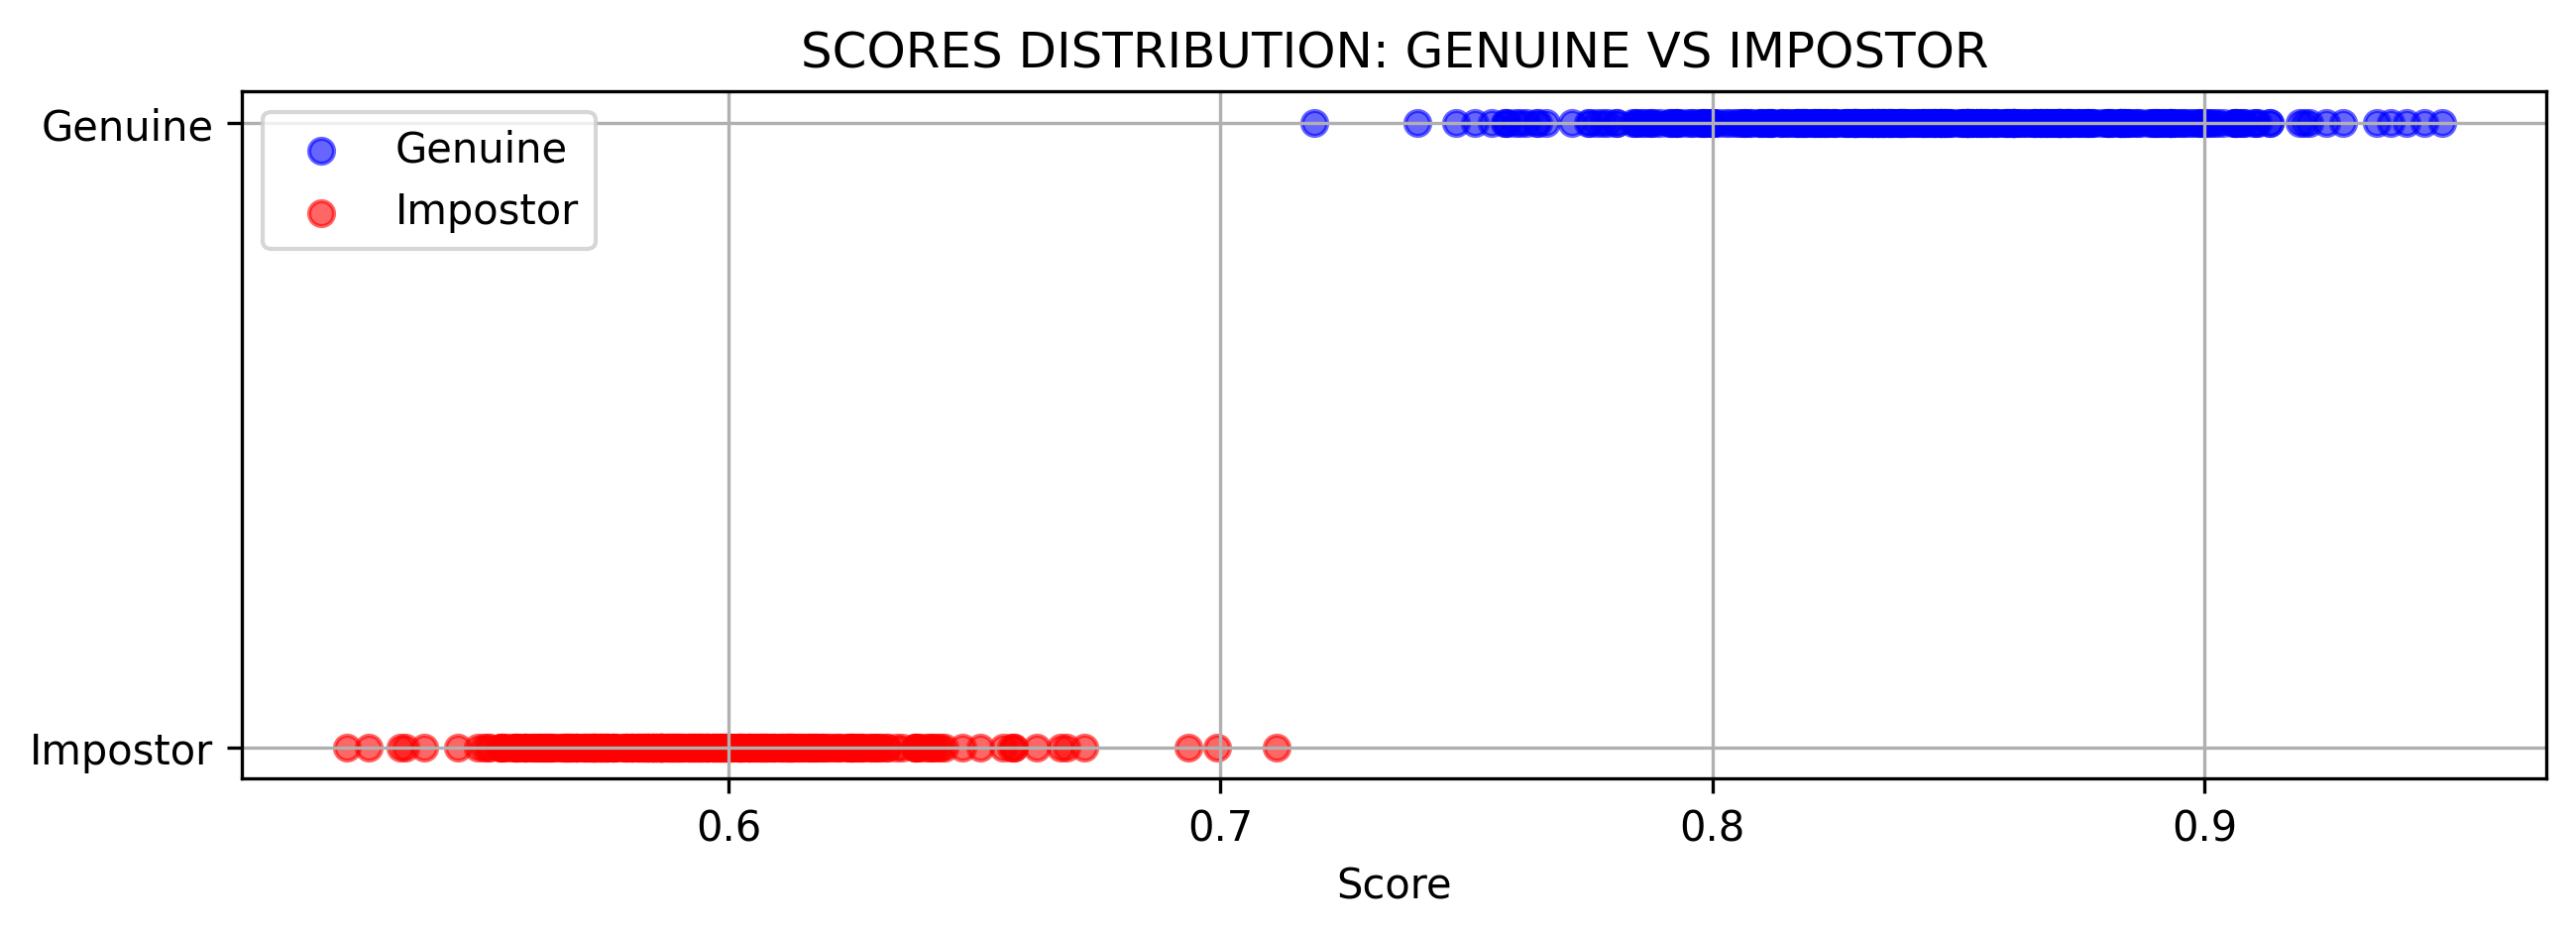 SCORES DISTRIBUTION: GENUINE VS IMPOSTOR
Genuine
Genuine
Impostor
Impostor
0.6 0.7 0.8 0.9
Score